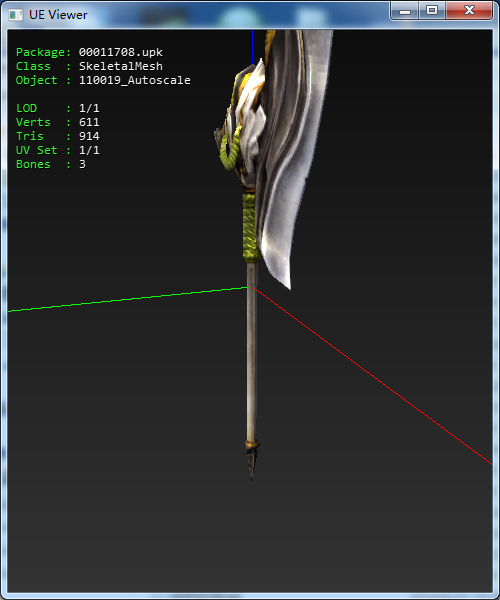 UE Viewer
Package: 00011708.upk
Class : SkeletalMesh
Object : 110019_Autoscale
LOD : 1/1
Verts : 611
Tris : 914
UV Set : 1/1
Bones : 3